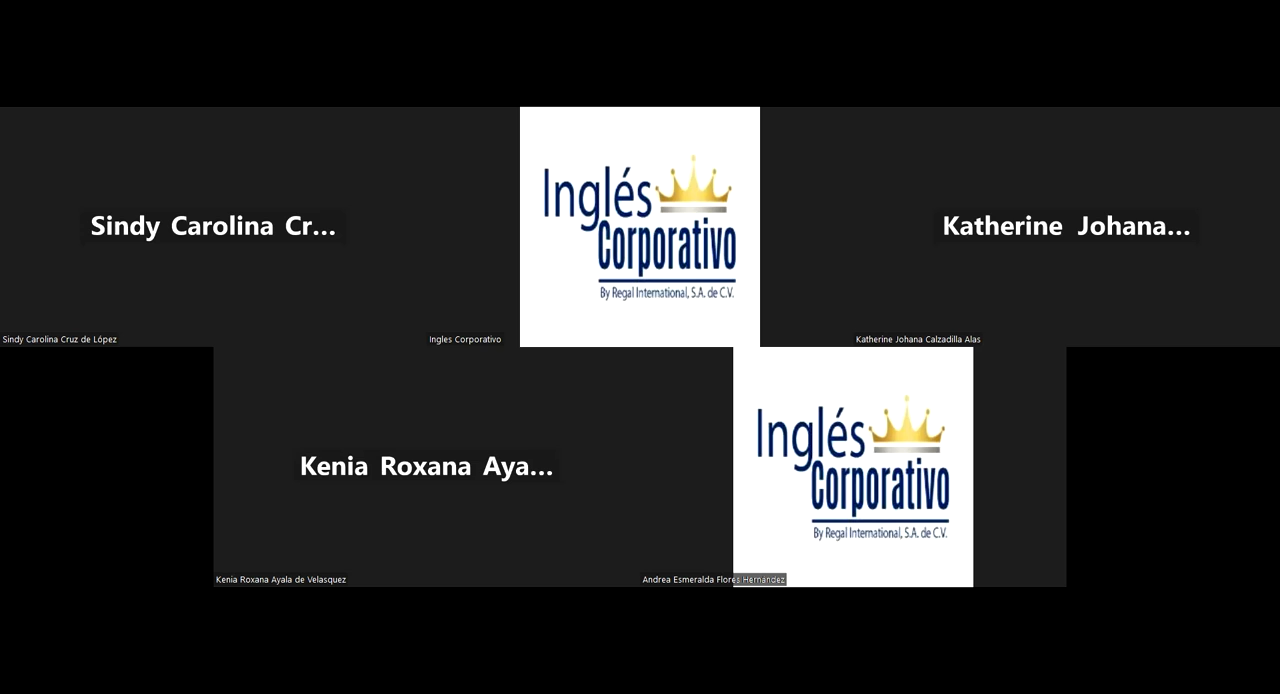 Sindy Carolina Cr...
Sindy Carolina Cruz de López
Inglés
Corporativo
By Regal International, S.A. de C.V.
Ingles Corporativo
Katherine Johana...
Katherine Johana Calzadilla Alas
Kenia Roxana Aya...
Kenia Roxana Ayala de Velasquez
Inglés
Corporativo
By Regal International, S.A. de C.V.
Andrea Esmeralda Flores Hernandez